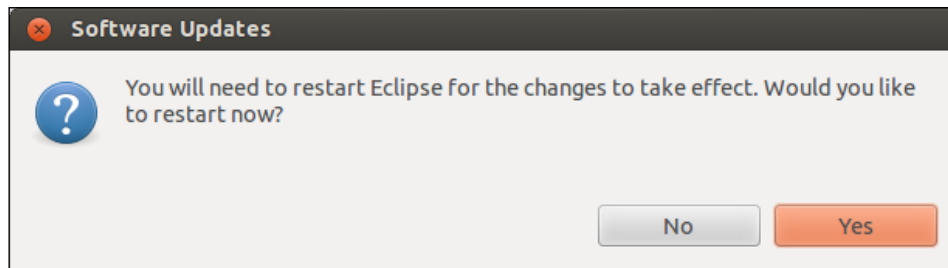 Software Updates
You will need to restart Eclipse for the changes to take effect. Would you like
to restart now?
No
Yes